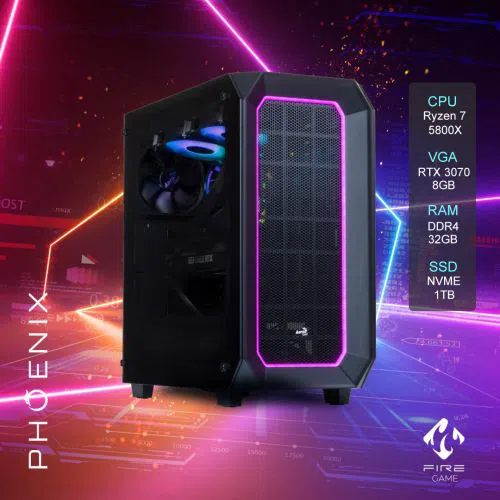 CPU
Ryzen 7
5800X
VGA
RTX 3070
8GB
RAM
DDR4
32GB
SSD
NVME
1TB
PHOENIX
FIRE
GAME